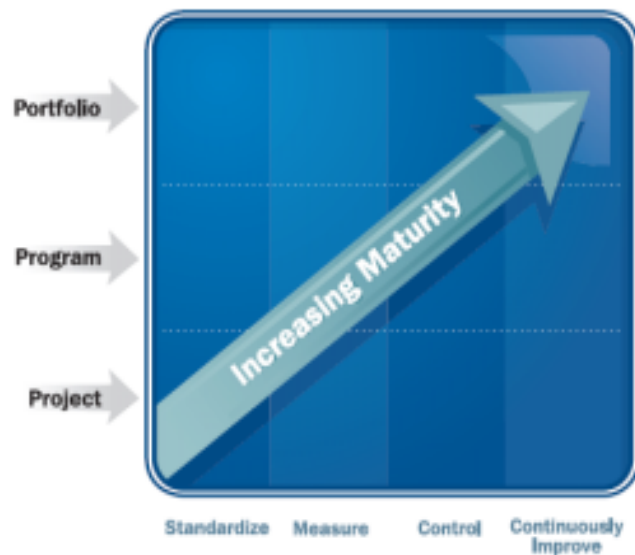 Portfolio
Program
Project
Increasing Maturity
Standardize
Measure
Control
Continuously
Improve